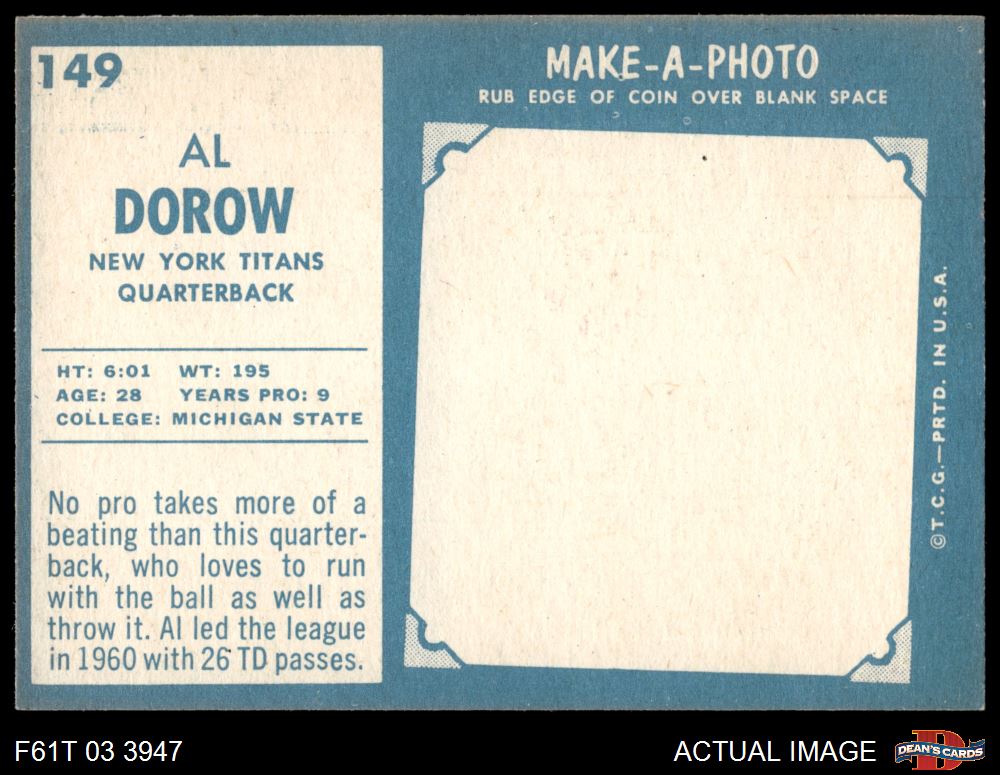 149
AL
DOROW
NEW YORK TITANS
QUARTERBACK
HT: 6:01 WT: 195
AGE: 28 YEARS PRO: 9
COLLEGE: MICHIGAN STATE
No pro takes more of a
beating than this quarter-
back, who loves to run
with the ball as well as
throw it. Al led the league
in 1960 with 26 TD passes.
MAKE-A-PHOTO
RUB EDGE OF COIN OVER BLANK SPACE
©T.C.G.—PRTD. IN U.S.A.
F61T 03 3947
ACTUAL IMAGE
D
DEAN'S CARDS